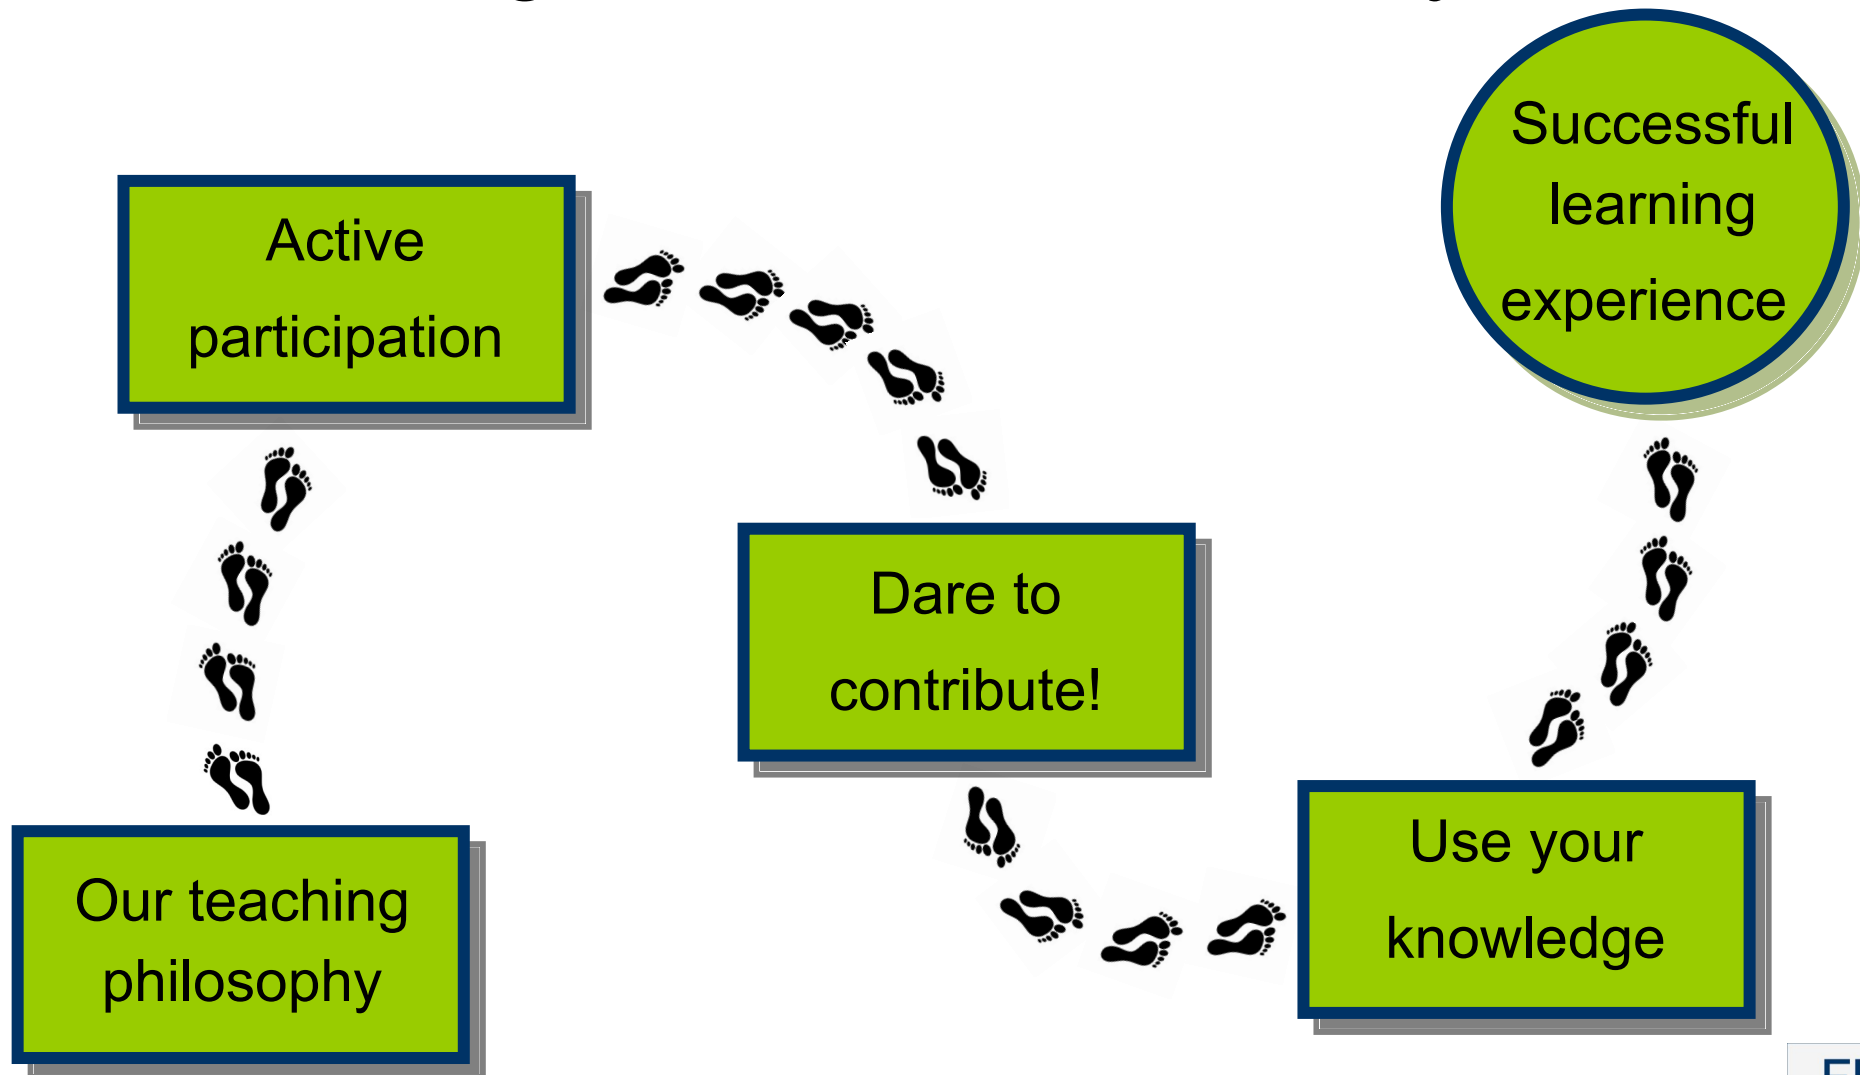 Our teaching
philosophy
Active
participation
Dare to
contribute!
Use your
knowledge
Successful
learning
experience